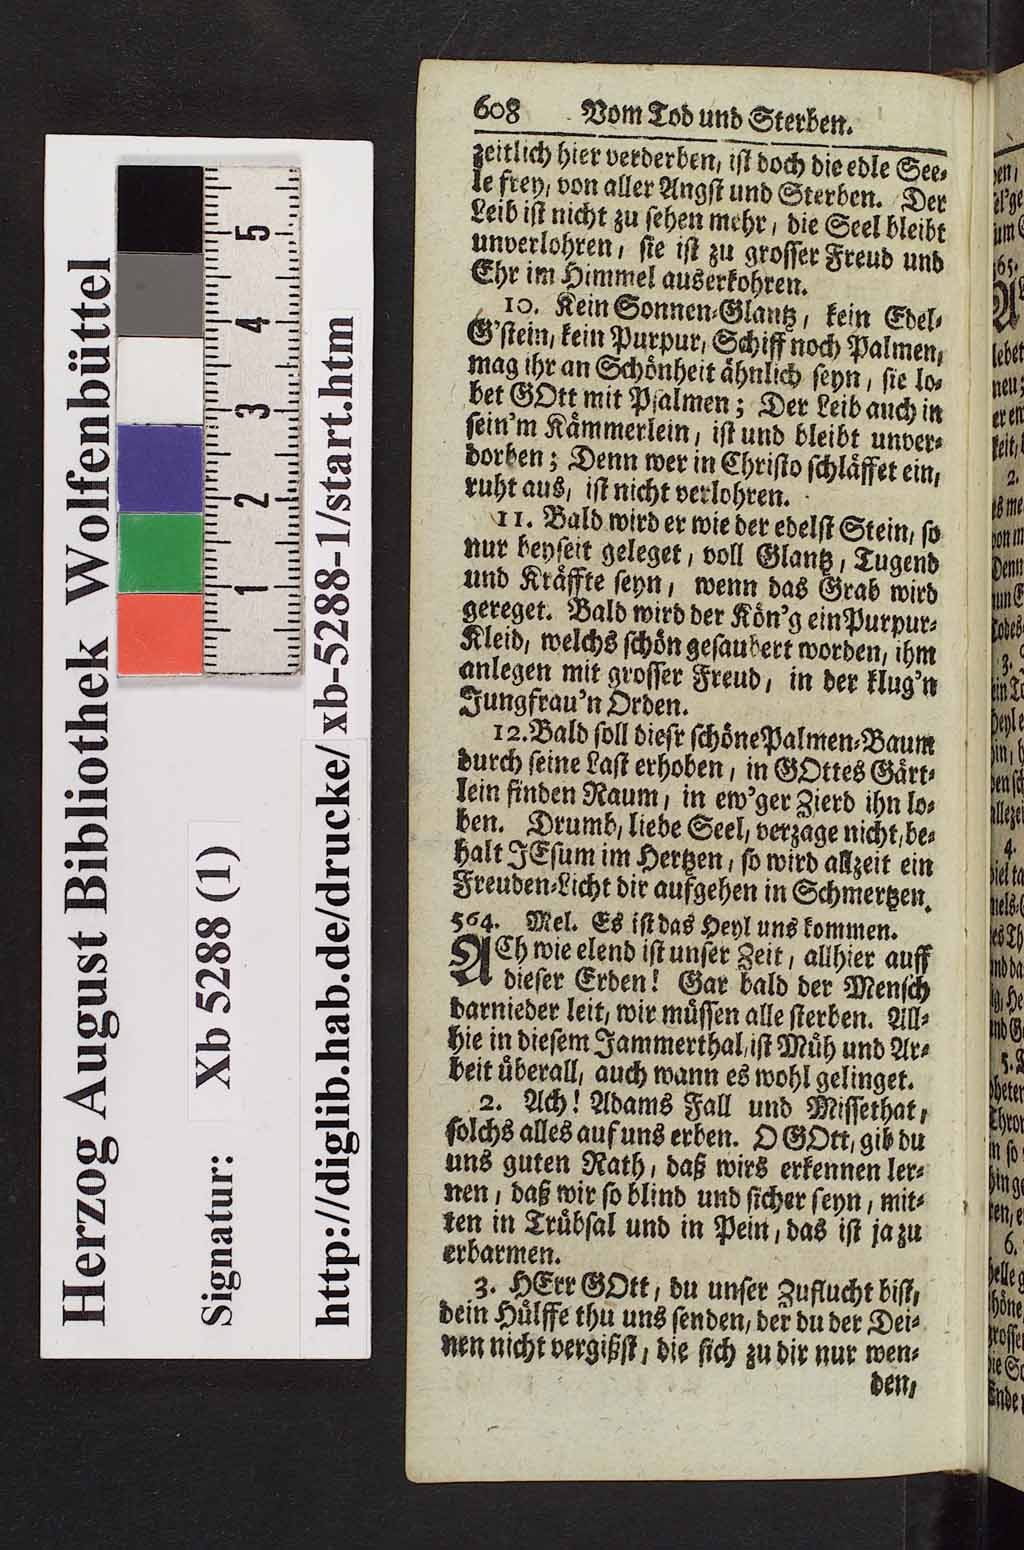 608 Vom Tod und Sterben.
zeitlich hier verderben, ist doch die edle See-
le frey, von aller Angst und Sterben. Der
Leib ist nicht zu sehen mehr, die Seel bleibt
unverlohren, sie ist zu grosser Freud und
Ehr im Himmel auserkohren.
10. Kein Sonnen-Glantz, kein Edel-
G'stein, kein Purpur, Schiff noch Palmen,
mag ihr an Schönheit ähnlich seyn, sie lo-
bet GOtt mit Psalmen; Der Leib auch in
sein'm Kämmerlein, ist und bleibt unver-
dorben; Denn wer in Christo schläffet ein,
ruht aus, ist nicht verlohren.
11. Bald wird er wie der edelst Stein, so
nur beyseit geleget, voll Glantz, Tugend
und Kräffte seyn, wenn das Grab wird
gereget. Bald wird der Kön'g ein Purpur-
Kleid, welchs schön gesaubert worden, ihm
anlegen mit grosser Freud, in der klug'n
Jungfrau'n Orden.
12. Bald soll diesr schöne Palmen-Baum
durch seine Last erhoben, in GOttes Gärt-
lein finden Raum, in ew'ger Zierd ihn lo-
ben. Drumb, liebe Seel, verzage nicht, be-
halt JEsum im Hertzen, so wird allzeit ein
Freuden-Licht dir aufgehen in Schmertzen.
564. Mel. Es ist das Heyl uns kommen.
ACh wie elend ist unser Zeit, allhier auff
dieser Erden! Gar bald der Mensch
darnieder leit, wir müssen alle sterben. All-
hie in diesem Jammerthal, ist Müh und Ar-
beit überall, auch wann es wohl gelinget.
2. Ach! Adams Fall und Missethat,
solchs alles auf uns erben. O GOtt, gib du
uns guten Rath, daß wirs erkennen ler-
nen, daß wir so blind und sicher seyn, mit-
ten in Trübsal und in Pein, das ist ja zu
erbarmen.
3. HErr GOtt, du unser Zuflucht bist,
dein Hülffe thu uns senden, der du der Dei-
nen nicht vergißst, die sich zu dir nur wen-
den,
Herzog August Bibliothek Wolfenbüttel
Signatur: Xb 5288 (1)
http://diglib.hab.de/drucke/ xb-5288-1/start.htm
5
4
3
2
1